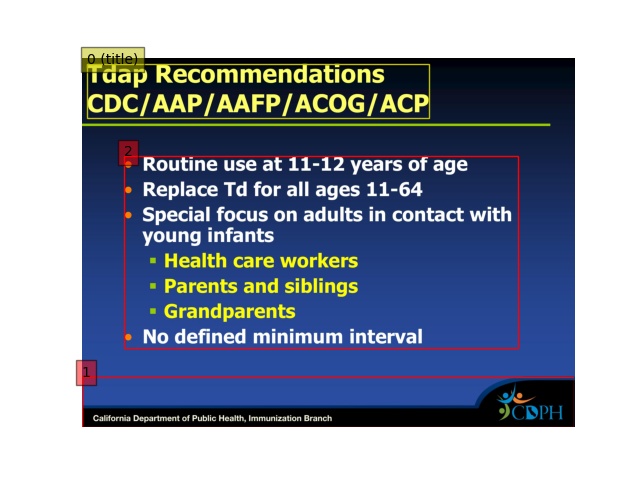 0 (title)
Tdap Recommendations
CDC/AAP/AAFP/ACOG/ACP
2
• Routine use at 11-12 years of age
• Replace Td for all ages 11-64
• Special focus on adults in contact with
young infants
▪ Health care workers
▪ Parents and siblings
▪ Grandparents
• No defined minimum interval
1
California Department of Public Health, Immunization Branch
CDPH